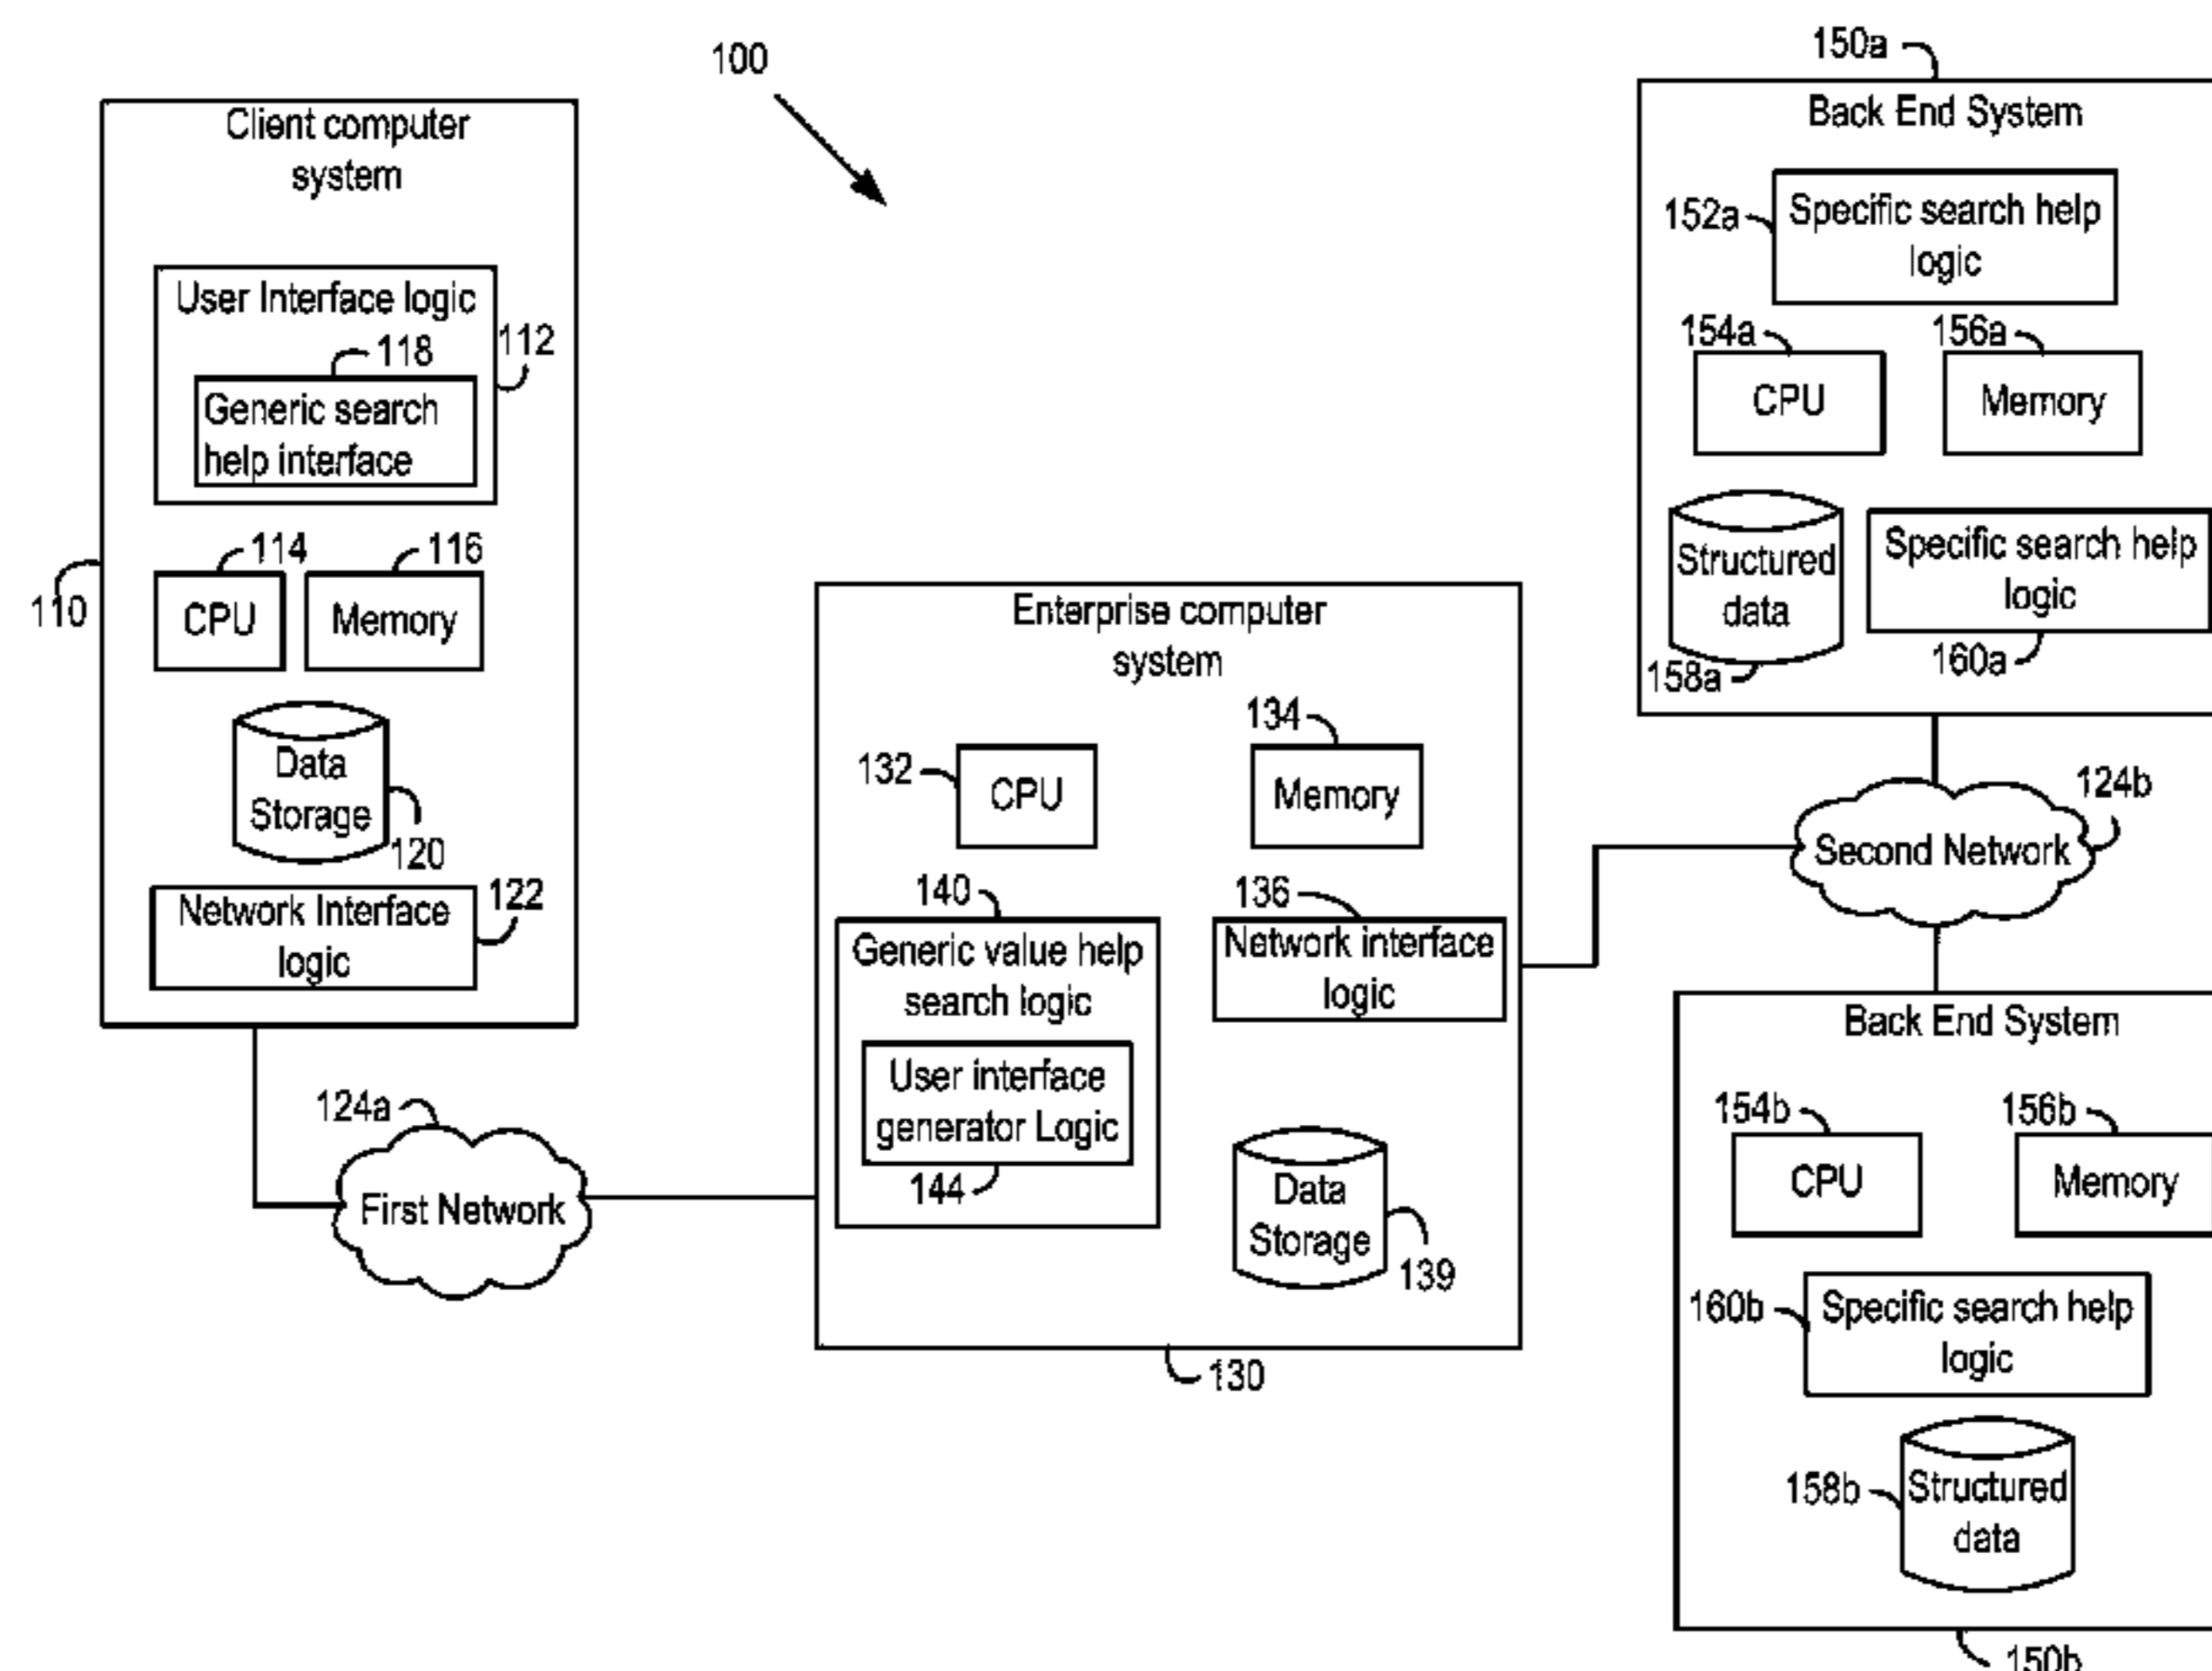 100
Client computer
system
User Interface logic
118
112
Generic search
help interface
114
116
110
CPU
Memory
Data
Storage
120
122
Network Interface
logic
124a
First Network
Enterprise computer
system
132
134
CPU
Memory
140
136
Generic value help
search logic
Network interface
logic
User interface
generator Logic
144
Data
Storage
139
130
150a
Back End System
152a
Specific search help
logic
154a
156a
CPU
Memory
Structured
data
Specific search help
logic
158a
160a
124b
Second Network
Back End System
154b
156b
CPU
Memory
160b
Specific search help
logic
158b
Structured
data
150b